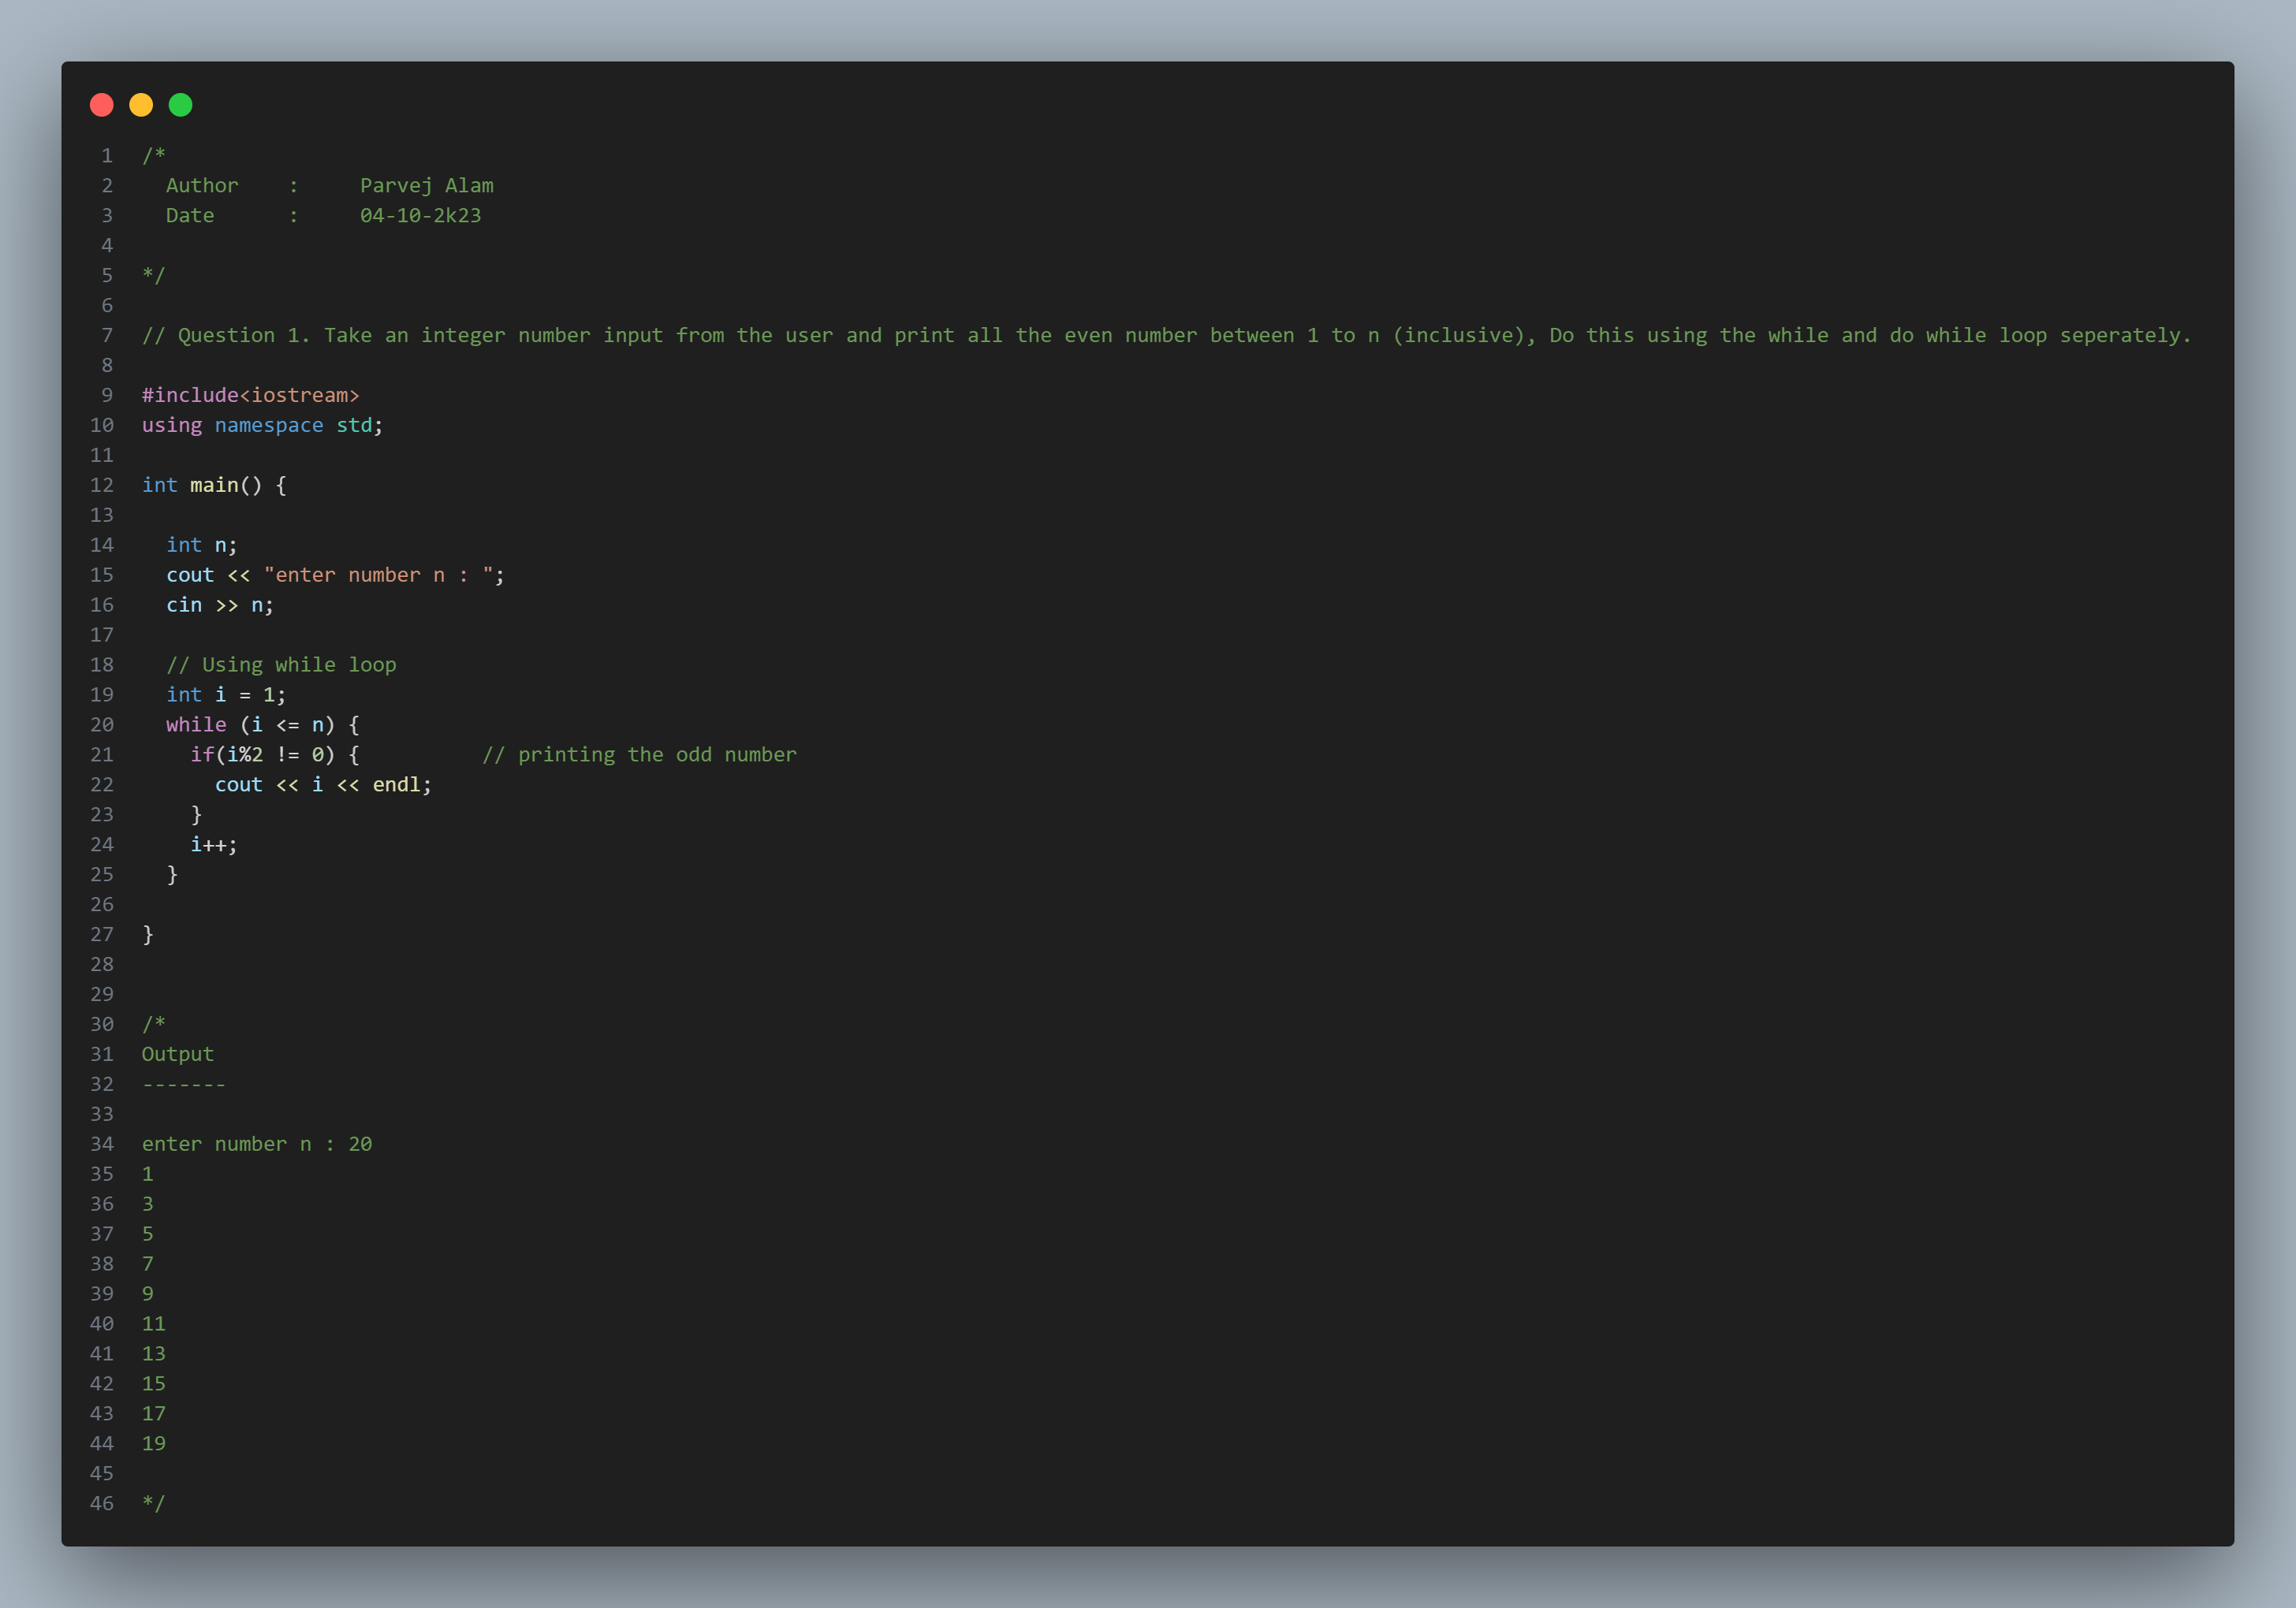 1 /*
2   Author    :     Parvej Alam
3   Date      :     04-10-2k23
4
5 */
6
7 // Question 1. Take an integer number input from the user and print all the even number between 1 to n (inclusive), Do this using the while and do while loop seperately.
8
9 #include<iostream>
10 using namespace std;
11
12 int main() {
13
14   int n;
15   cout << "enter number n : ";
16   cin >> n;
17
18   // Using while loop
19   int i = 1;
20   while (i <= n) {
21     if(i%2 != 0) {          // printing the odd number
22       cout << i << endl;
23     }
24     i++;
25   }
26
27 }
28
29
30 /*
31 Output
32 -------
33
34 enter number n : 20
35 1
36 3
37 5
38 7
39 9
40 11
41 13
42 15
43 17
44 19
45
46 */